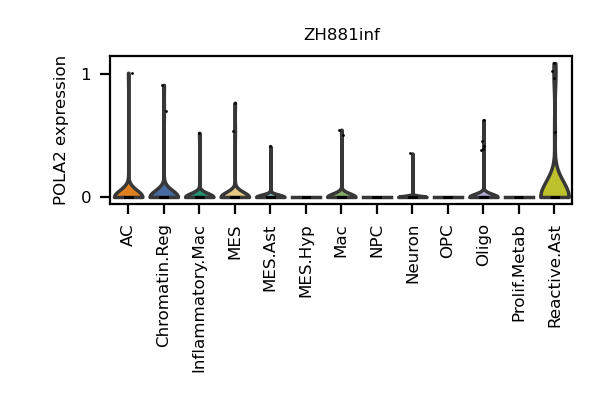 ZH881inf
POLA2 expression
1
0
AC
Chromatin.Reg
Inflammatory.Mac
MES
MES.Ast
MES.Hyp
Mac
NPC
Neuron
OPC
Oligo
Prolif.Metab
Reactive.Ast